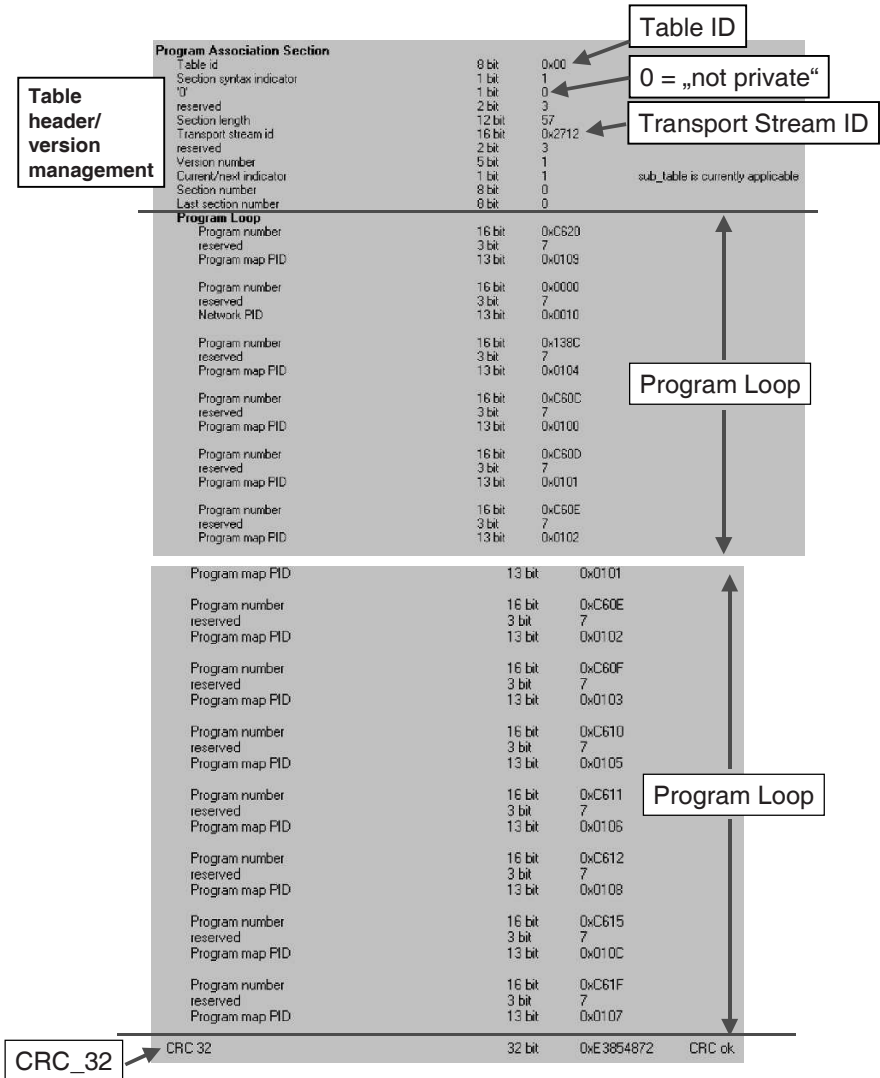 Table ID
Program Association Section
Table id 8 bit 0x00
Section syntax indicator 1 bit 1
'0' 1 bit 0
0 = „not private“
Table
header/
version
management
reserved 2 bit 3
Section length 12 bit 57
Transport stream id 16 bit 0x2712
Transport Stream ID
reserved 2 bit 3
Version number 5 bit 1
Current/next indicator 1 bit 1 sub_table is currently applicable
Section number 8 bit 0
Last section number 8 bit 0
Program Loop
Program number 16 bit 0xC620
reserved 3 bit 7
Program map PID 13 bit 0x0109
Program number 16 bit 0x0000
reserved 3 bit 7
Network PID 13 bit 0x0010
Program number 16 bit 0x138C
reserved 3 bit 7
Program map PID 13 bit 0x0104
Program Loop
Program number 16 bit 0xC60C
reserved 3 bit 7
Program map PID 13 bit 0x0100
Program number 16 bit 0xC60D
reserved 3 bit 7
Program map PID 13 bit 0x0101
Program number 16 bit 0xC60E
reserved 3 bit 7
Program map PID 13 bit 0x0102
Program map PID 13 bit 0x0101
Program number 16 bit 0xC60E
reserved 3 bit 7
Program map PID 13 bit 0x0102
Program number 16 bit 0xC60F
reserved 3 bit 7
Program map PID 13 bit 0x0103
Program number 16 bit 0xC610
reserved 3 bit 7
Program map PID 13 bit 0x0105
Program number 16 bit 0xC611
reserved 3 bit 7
Program map PID 13 bit 0x0106
Program Loop
Program number 16 bit 0xC612
reserved 3 bit 7
Program map PID 13 bit 0x0108
Program number 16 bit 0xC615
reserved 3 bit 7
Program map PID 13 bit 0x010C
Program number 16 bit 0xC61F
reserved 3 bit 7
Program map PID 13 bit 0x0107
CRC_32
CRC 32 32 bit 0xE3854872 CRC ok